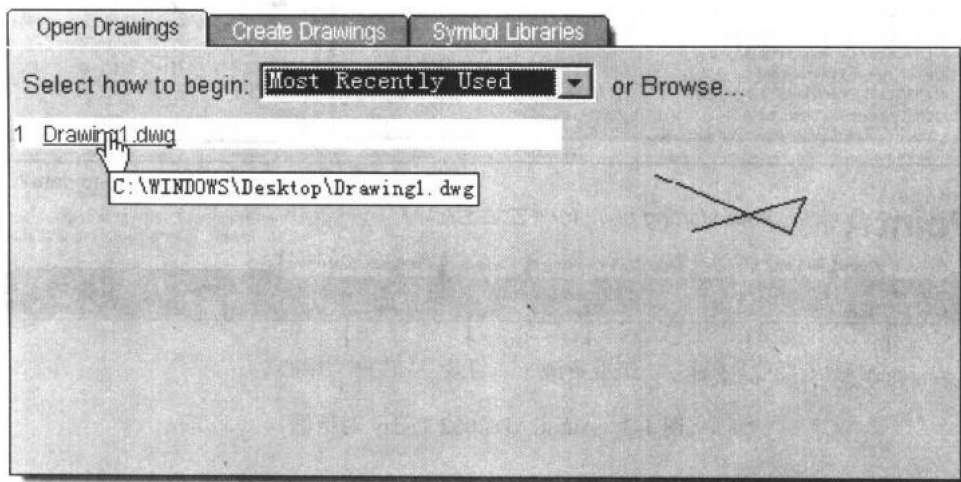 Open Drawings Create Drawings Symbol Libraries
Select how to begin: Most Recently Used or Browse...
1 Drawing1.dwg
C:\WINDOWS\Desktop\Drawing1.dwg